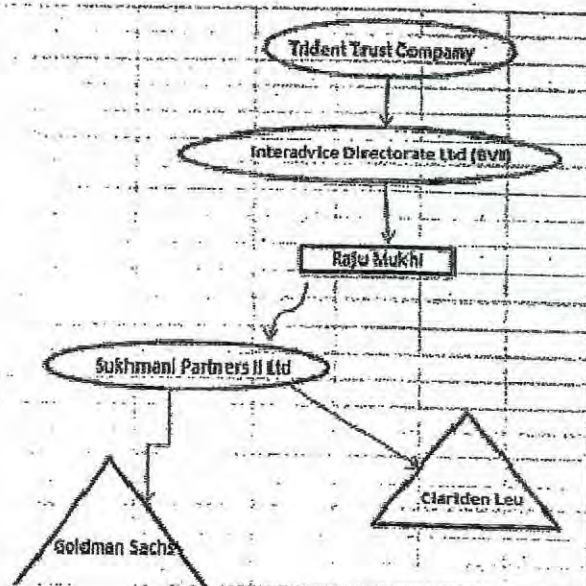 Trident Trust Company
Interadvice Directorate Ltd (BVI)
Raju Mukhi
Sukhmani Partners II Ltd
Clariden Leu
Goldman Sachs